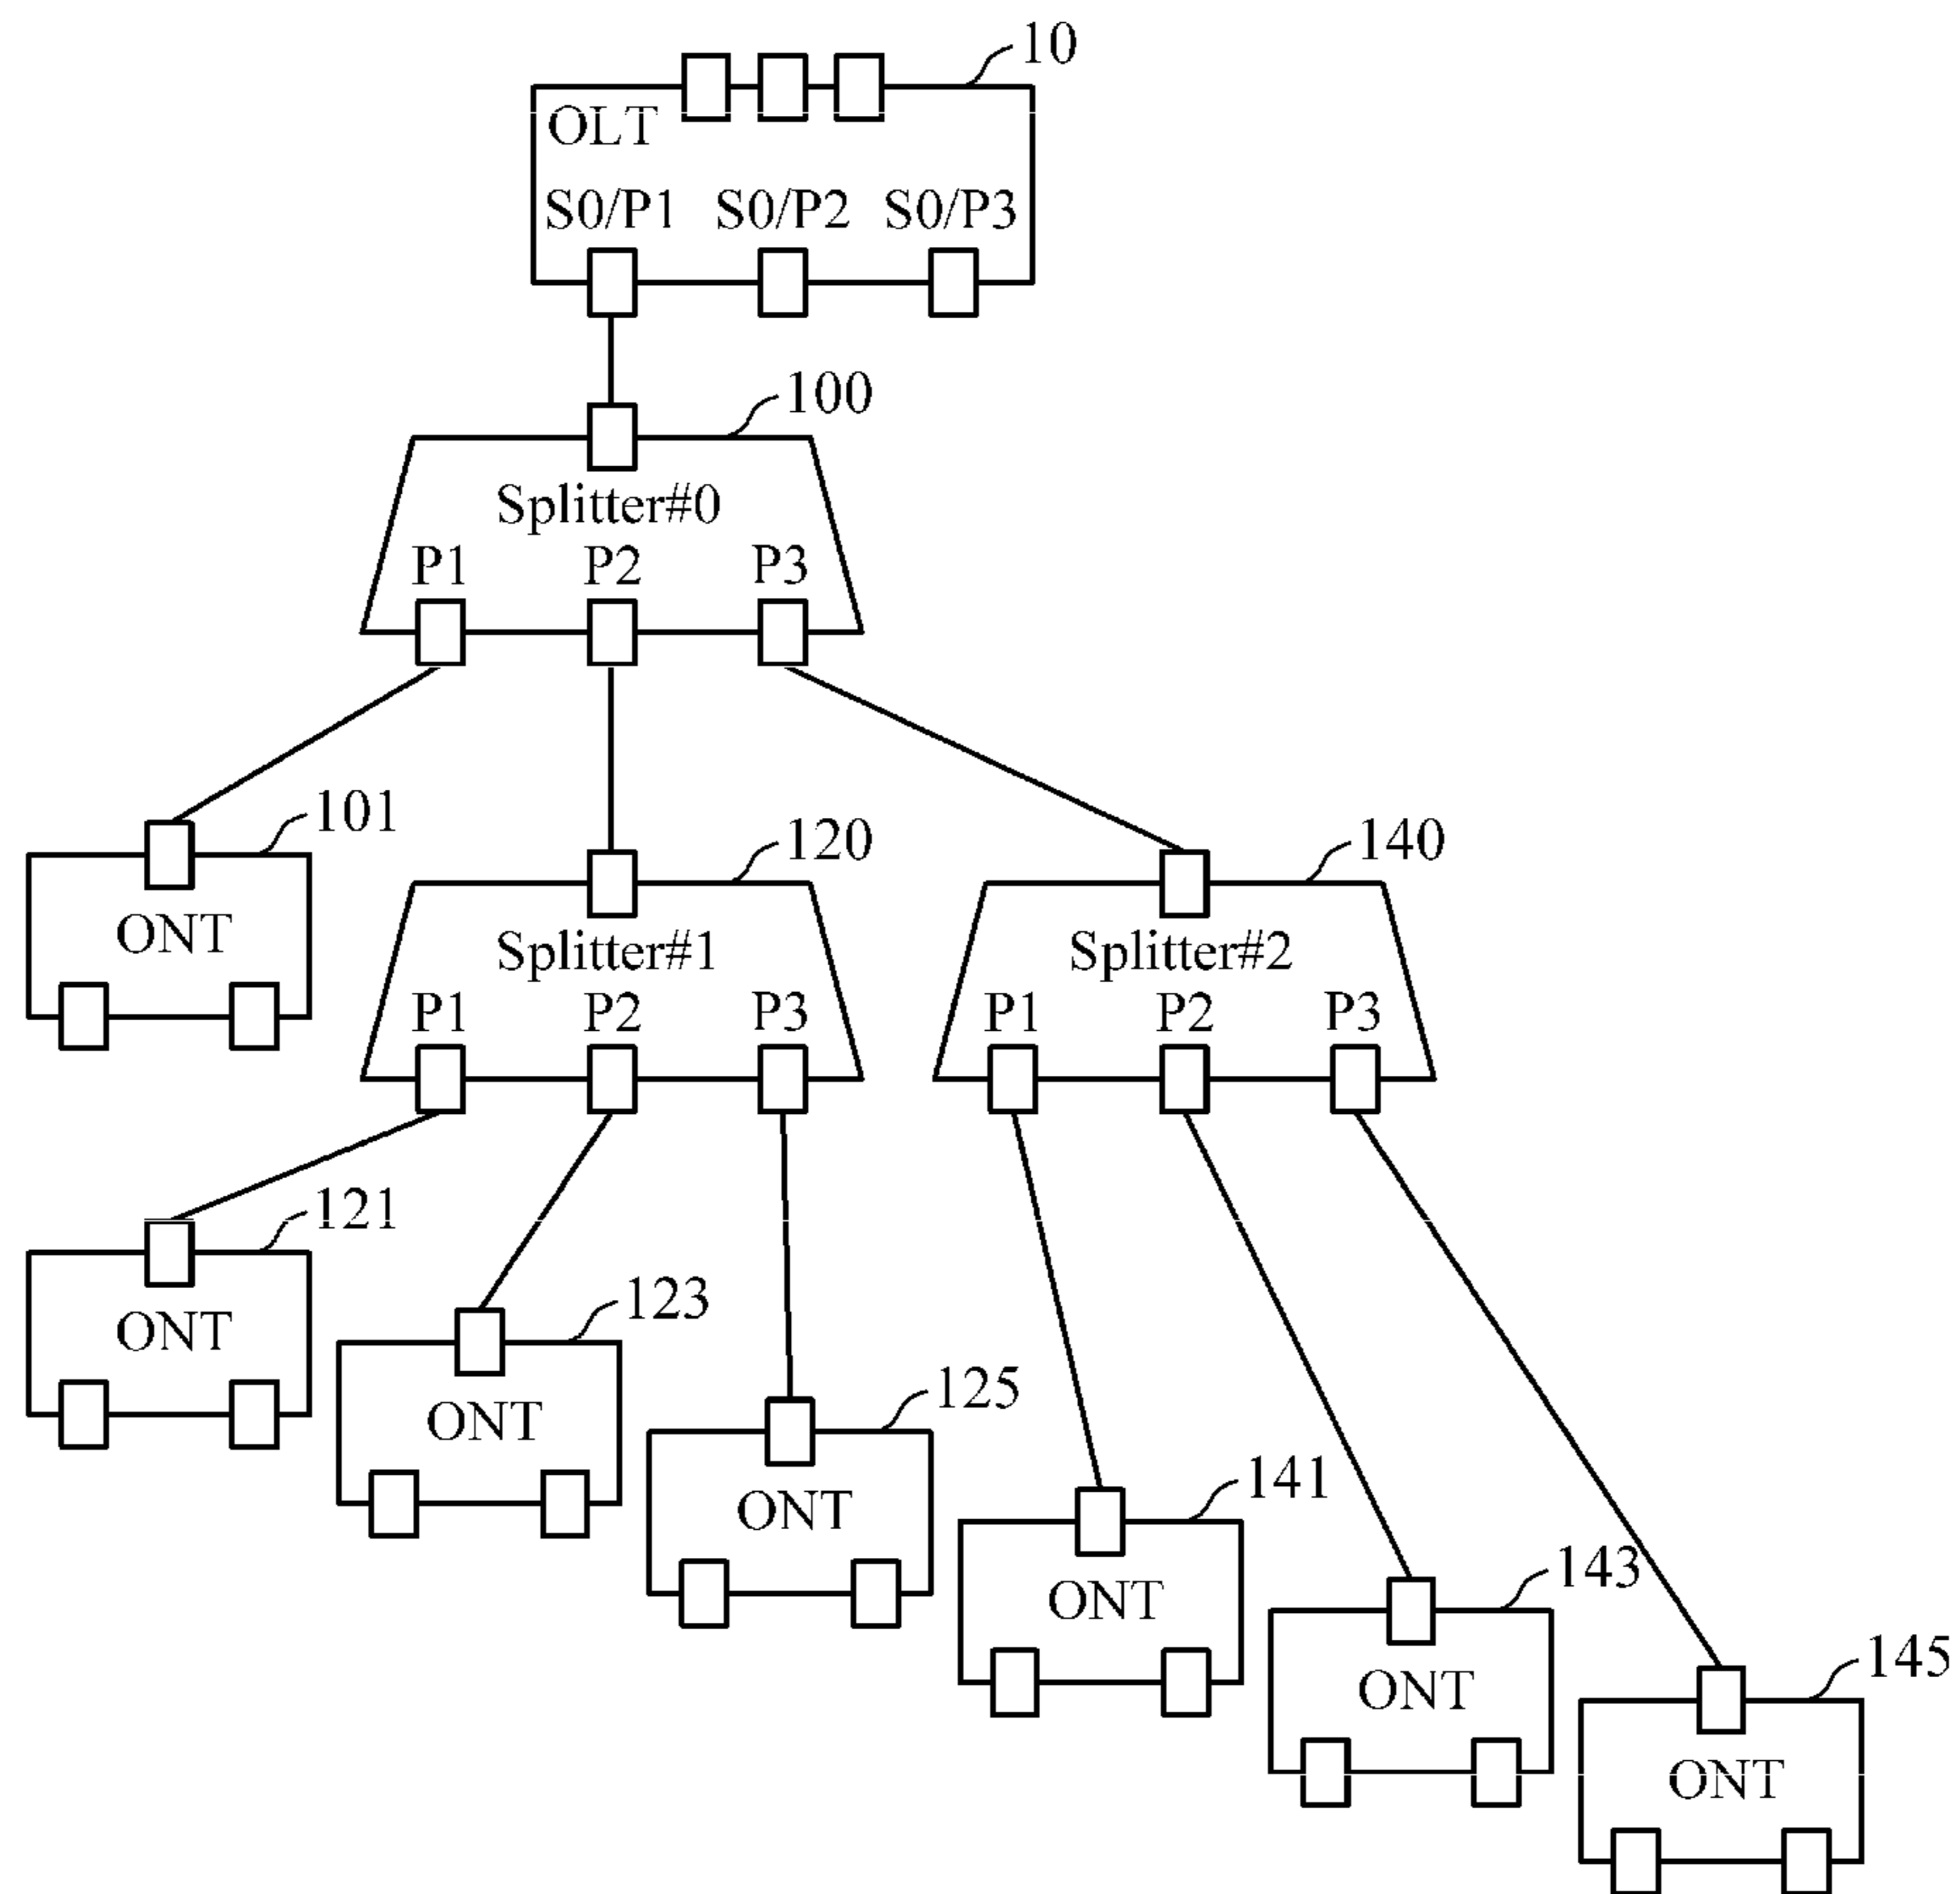 10
OLT
S0/P1 S0/P2 S0/P3
100
Splitter#0
P1 P2 P3
101
ONT
120
Splitter#1
P1 P2 P3
140
Splitter#2
P1 P2 P3
121
ONT
123
ONT
125
ONT
141
ONT
143
ONT
145
ONT